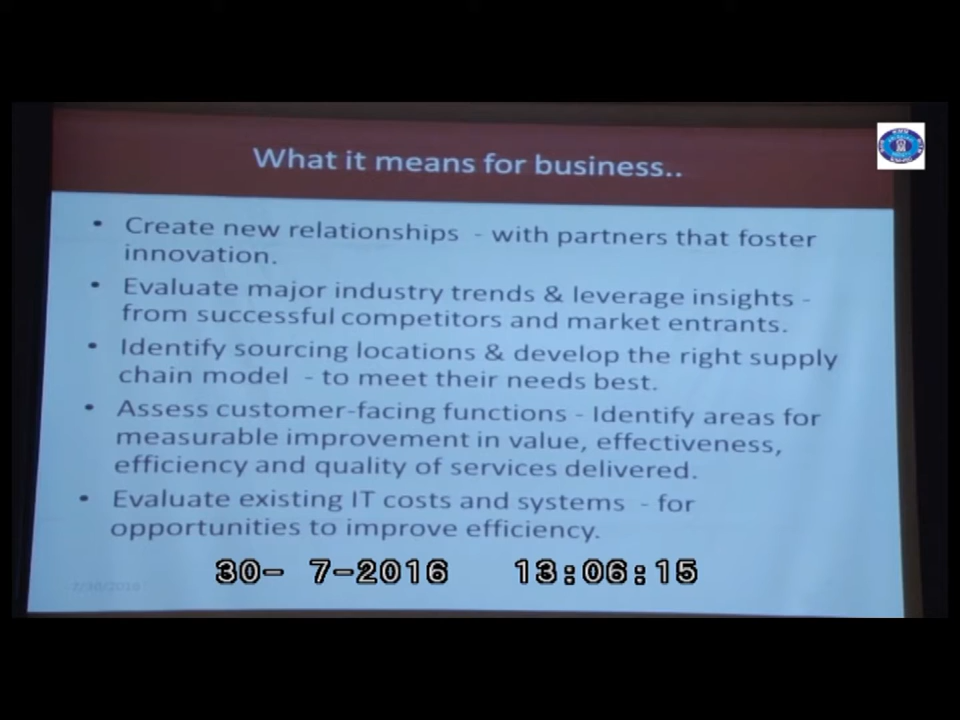 What it means for business..
• Create new relationships - with partners that foster
innovation.
• Evaluate major industry trends & leverage insights -
from successful competitors and market entrants.
• Identify sourcing locations & develop the right supply
chain model - to meet their needs best.
• Assess customer-facing functions - Identify areas for
measurable improvement in value, effectiveness,
efficiency and quality of services delivered.
• Evaluate existing IT costs and systems - for
opportunities to improve efficiency.
30- 7-2016 13:06:15
7/30/2016